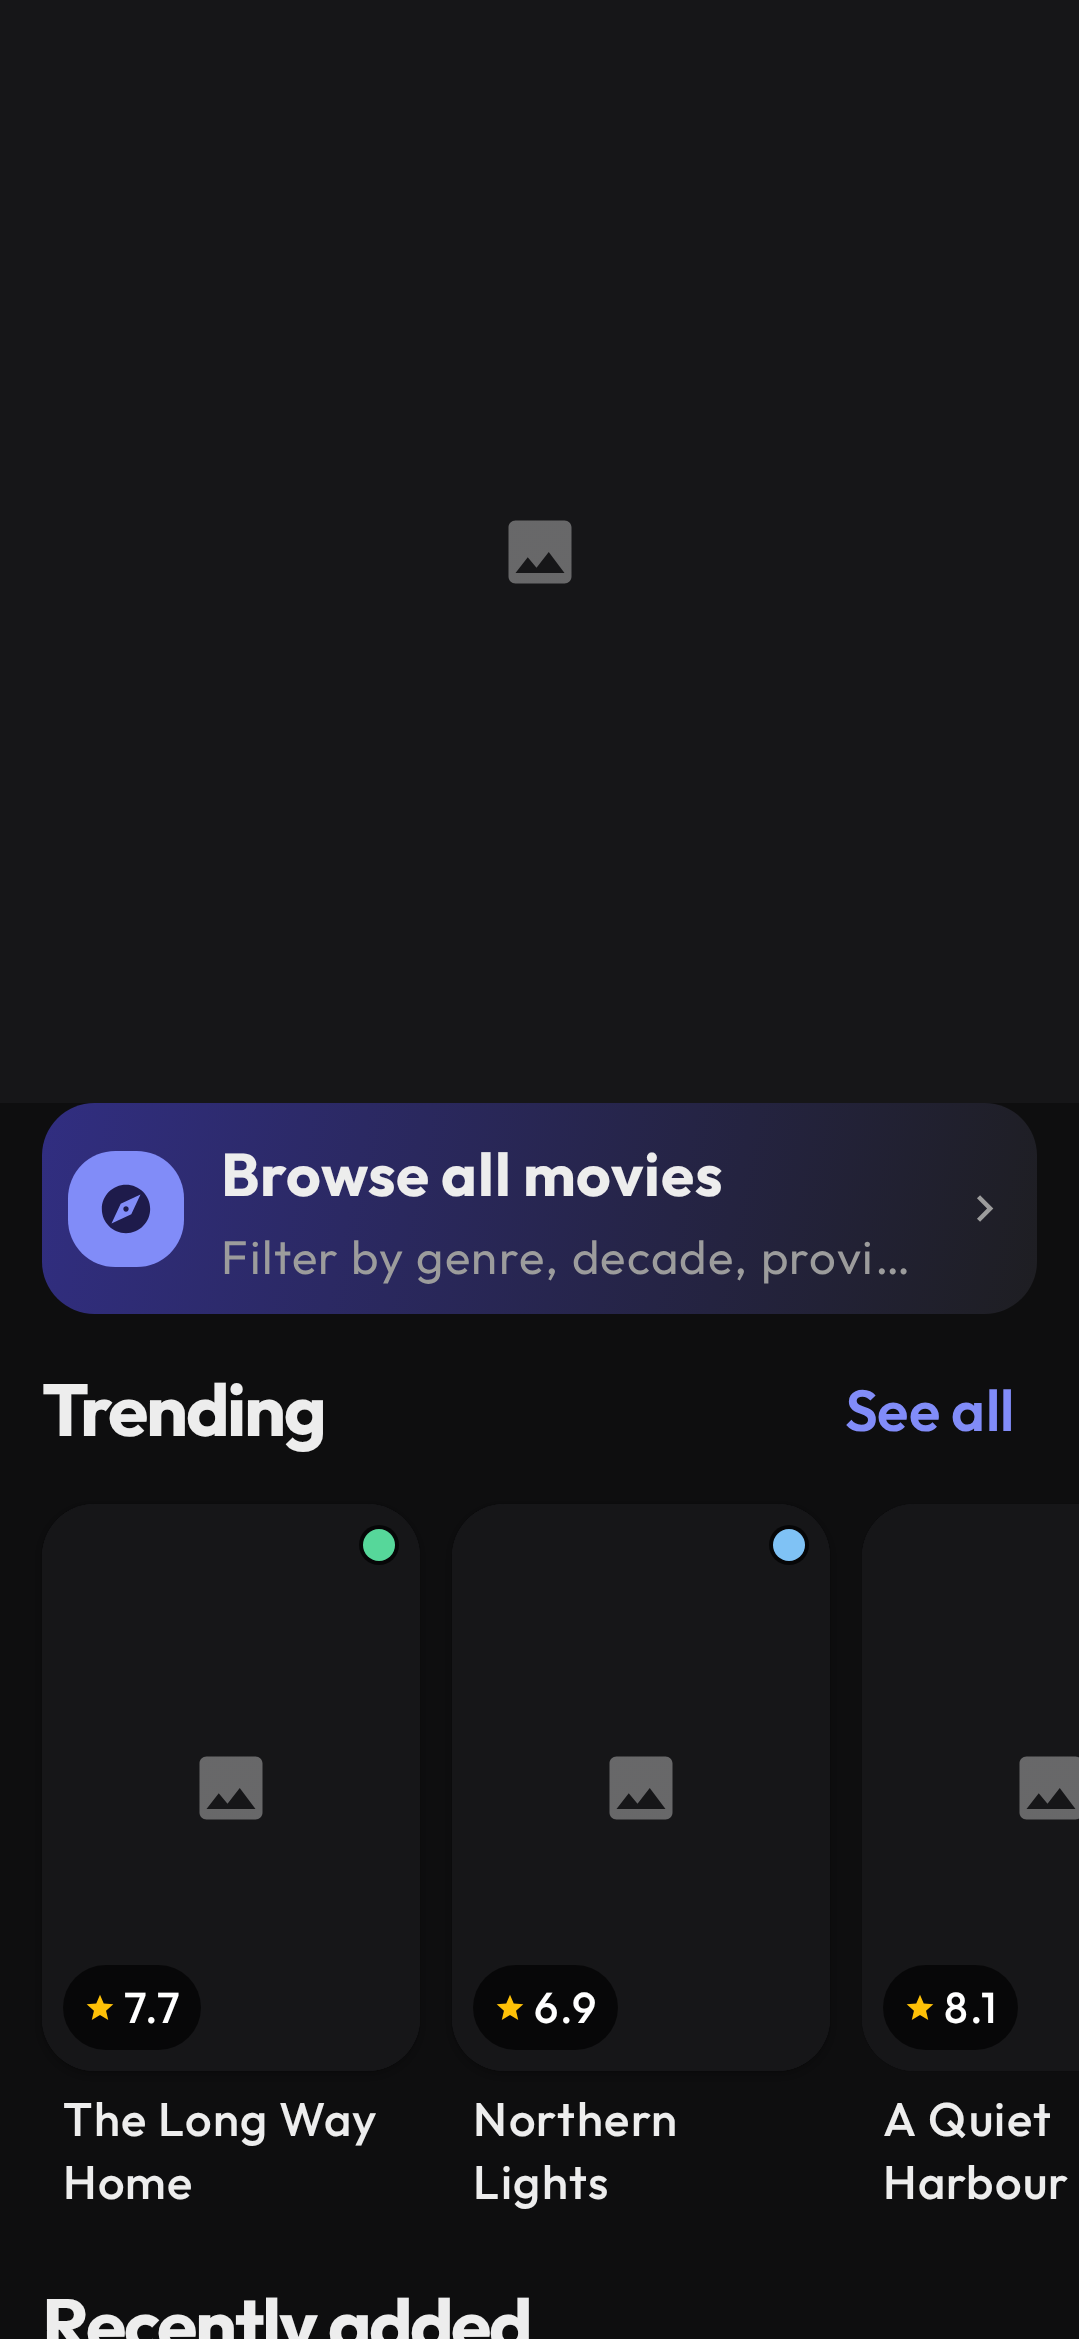 Browse all movies
Filter by genre, decade, provi...
Trending
See all
7.7
6.9
8.1
The Long Way
Home
Northern
Lights
A Quiet
Harbour
Recently added